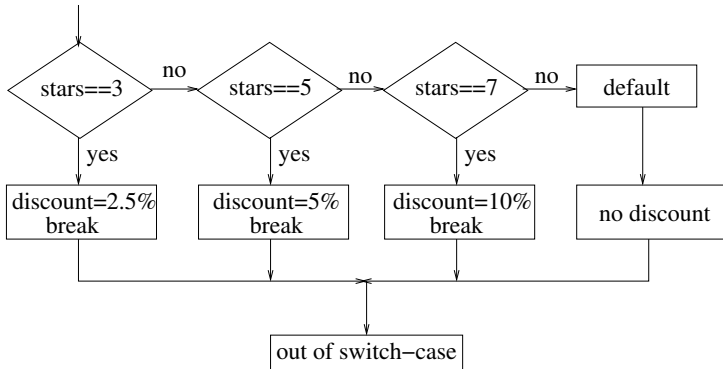 stars==3
no
stars==5
no
stars==7
no
default
yes
yes
yes
discount=2.5%
break
discount=5%
break
discount=10%
break
no discount
out of switch−case